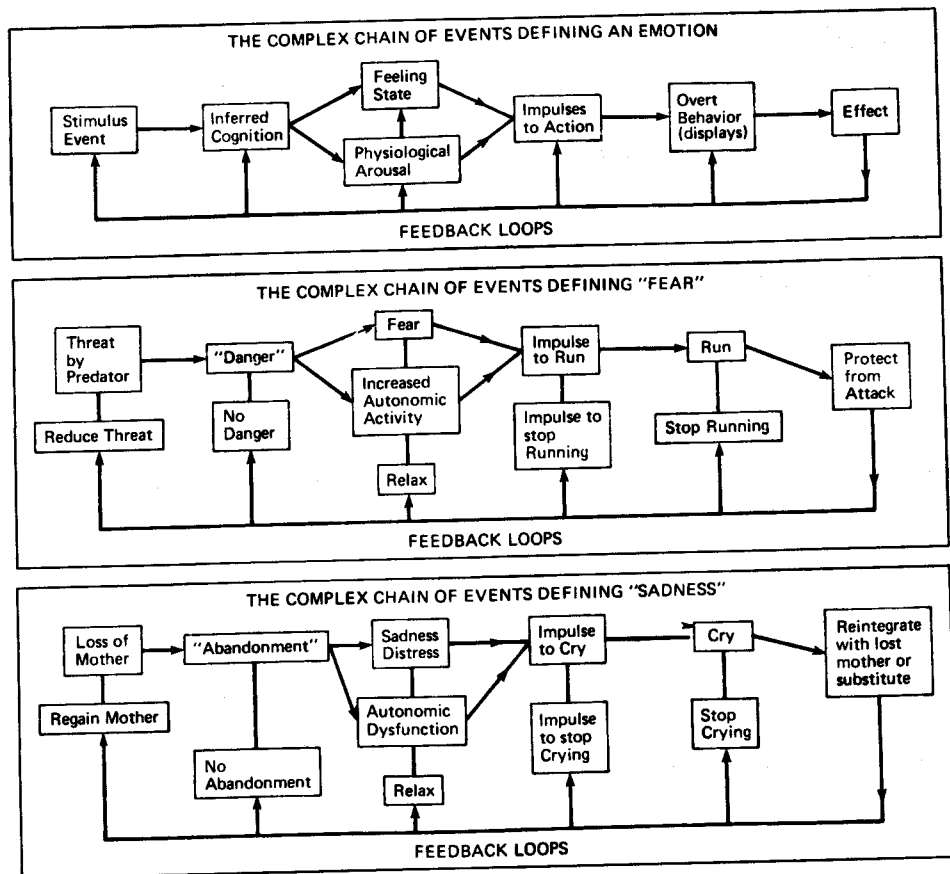 THE COMPLEX CHAIN OF EVENTS DEFINING AN EMOTION
Stimulus
Event
Inferred
Cognition
Feeling
State
Physiological
Arousal
Impulses
to Action
Overt
Behavior
(displays)
Effect
FEEDBACK LOOPS
THE COMPLEX CHAIN OF EVENTS DEFINING "FEAR"
Threat
by
Predator
Reduce Threat
"Danger"
No
Danger
Fear
Increased
Autonomic
Activity
Relax
Impulse
to Run
Impulse to
stop
Running
Run
Stop Running
Protect
from
Attack
FEEDBACK LOOPS
THE COMPLEX CHAIN OF EVENTS DEFINING "SADNESS"
Loss of
Mother
Regain Mother
"Abandonment"
No
Abandonment
Sadness
Distress
Autonomic
Dysfunction
Relax
Impulse
to Cry
Impulse
to stop
Crying
Cry
Stop
Crying
Reintegrate
with lost
mother or
substitute
FEEDBACK LOOPS